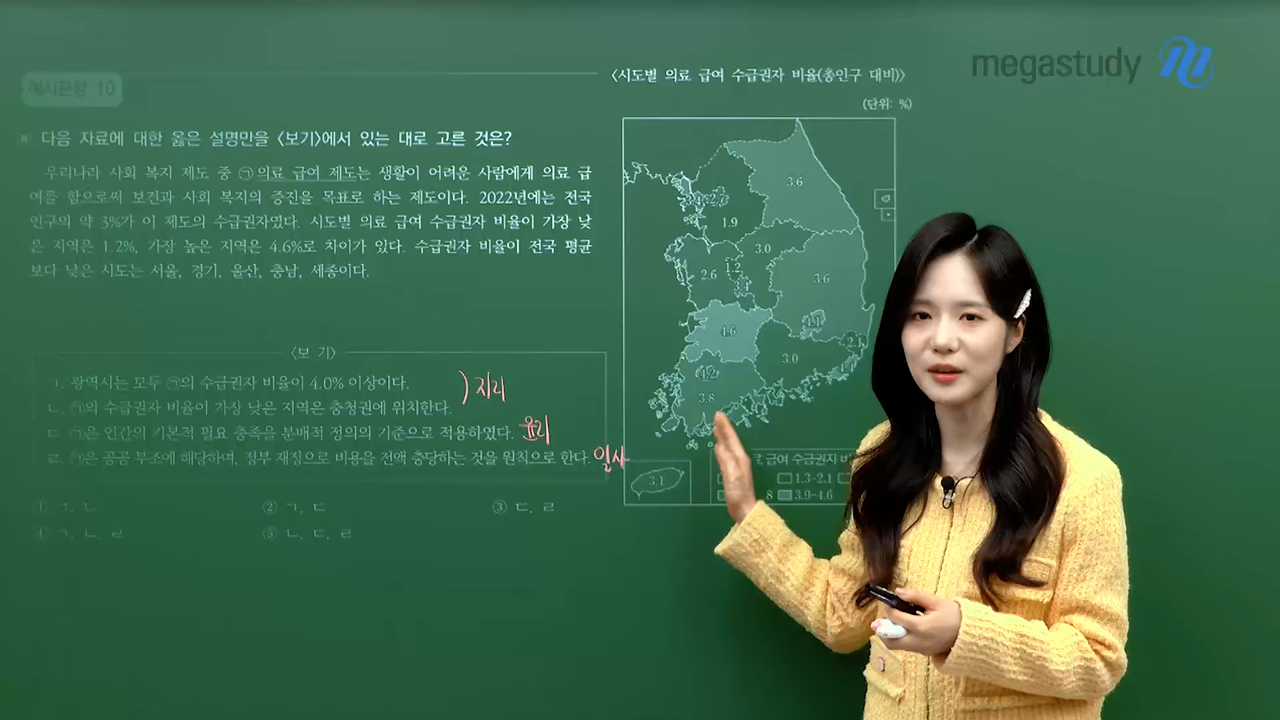 megastudy
예시문항 10
다음 자료에 대한 옳은 설명만을 <보기>에서 있는 대로 고른 것은?
우리나라 사회 복지 제도 중 ㉠의료 급여 제도는 생활이 어려운 사람에게 의료 급
여를 함으로써 보건과 사회 복지의 증진을 목표로 하는 제도이다. 2022년에는 전국
인구의 약 3%가 이 제도의 수급권자였다. 시도별 의료 급여 수급권자 비율이 가장 낮
은 지역은 1.2%, 가장 높은 지역은 4.6%로 차이가 있다. 수급권자 비율이 전국 평균
보다 낮은 시도는 서울, 경기, 울산, 충남, 세종이다.
<보 기>
ㄱ. 광역시는 모두 ㉠의 수급권자 비율이 4.0% 이상이다.
ㄴ. ㉠의 수급권자 비율이 가장 낮은 지역은 충청권에 위치한다.
) 지리
ㄷ. ㉠은 인간의 기본적 필요 충족을 분배적 정의의 기준으로 적용하였다.
윤리
ㄹ. ㉠은 공공 부조에 해당하며, 정부 재정으로 비용을 전액 충당하는 것을 원칙으로 한다.
일사
① ㄱ, ㄴ
② ㄱ, ㄷ
③ ㄷ, ㄹ
④ ㄱ, ㄴ, ㄹ
⑤ ㄴ, ㄷ, ㄹ
<시도별 의료 급여 수급권자 비율(총인구 대비)>
(단위: %)
3.6
1.9
3.0
1.2
2.6
3.6
4.6
3.0
4.2
3.8
3.1
료 급여 수급권자 비
1.3-2.1
8
3.9-4.6